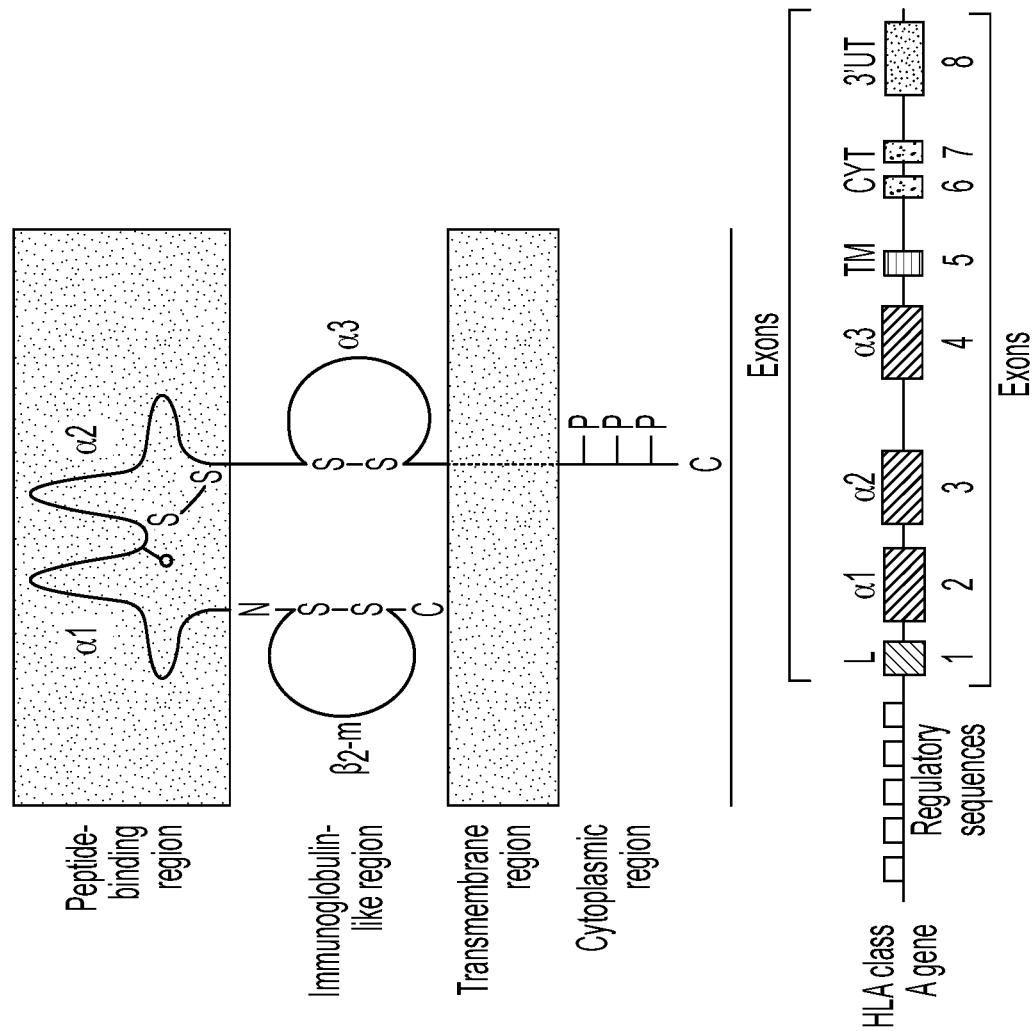 Peptide-
binding
region
α1
α2
S
S
Immunoglobulin-
like region
β2-m
N
S
S
C
S
S
α3
Transmembrane
region
Cytoplasmic
region
P
P
P
C
Exons
HLA class
A gene
L
α1
α2
α3
TM
CYT
3'UT
Regulatory
sequences
1
2
3
4
5
6
7
8
Exons